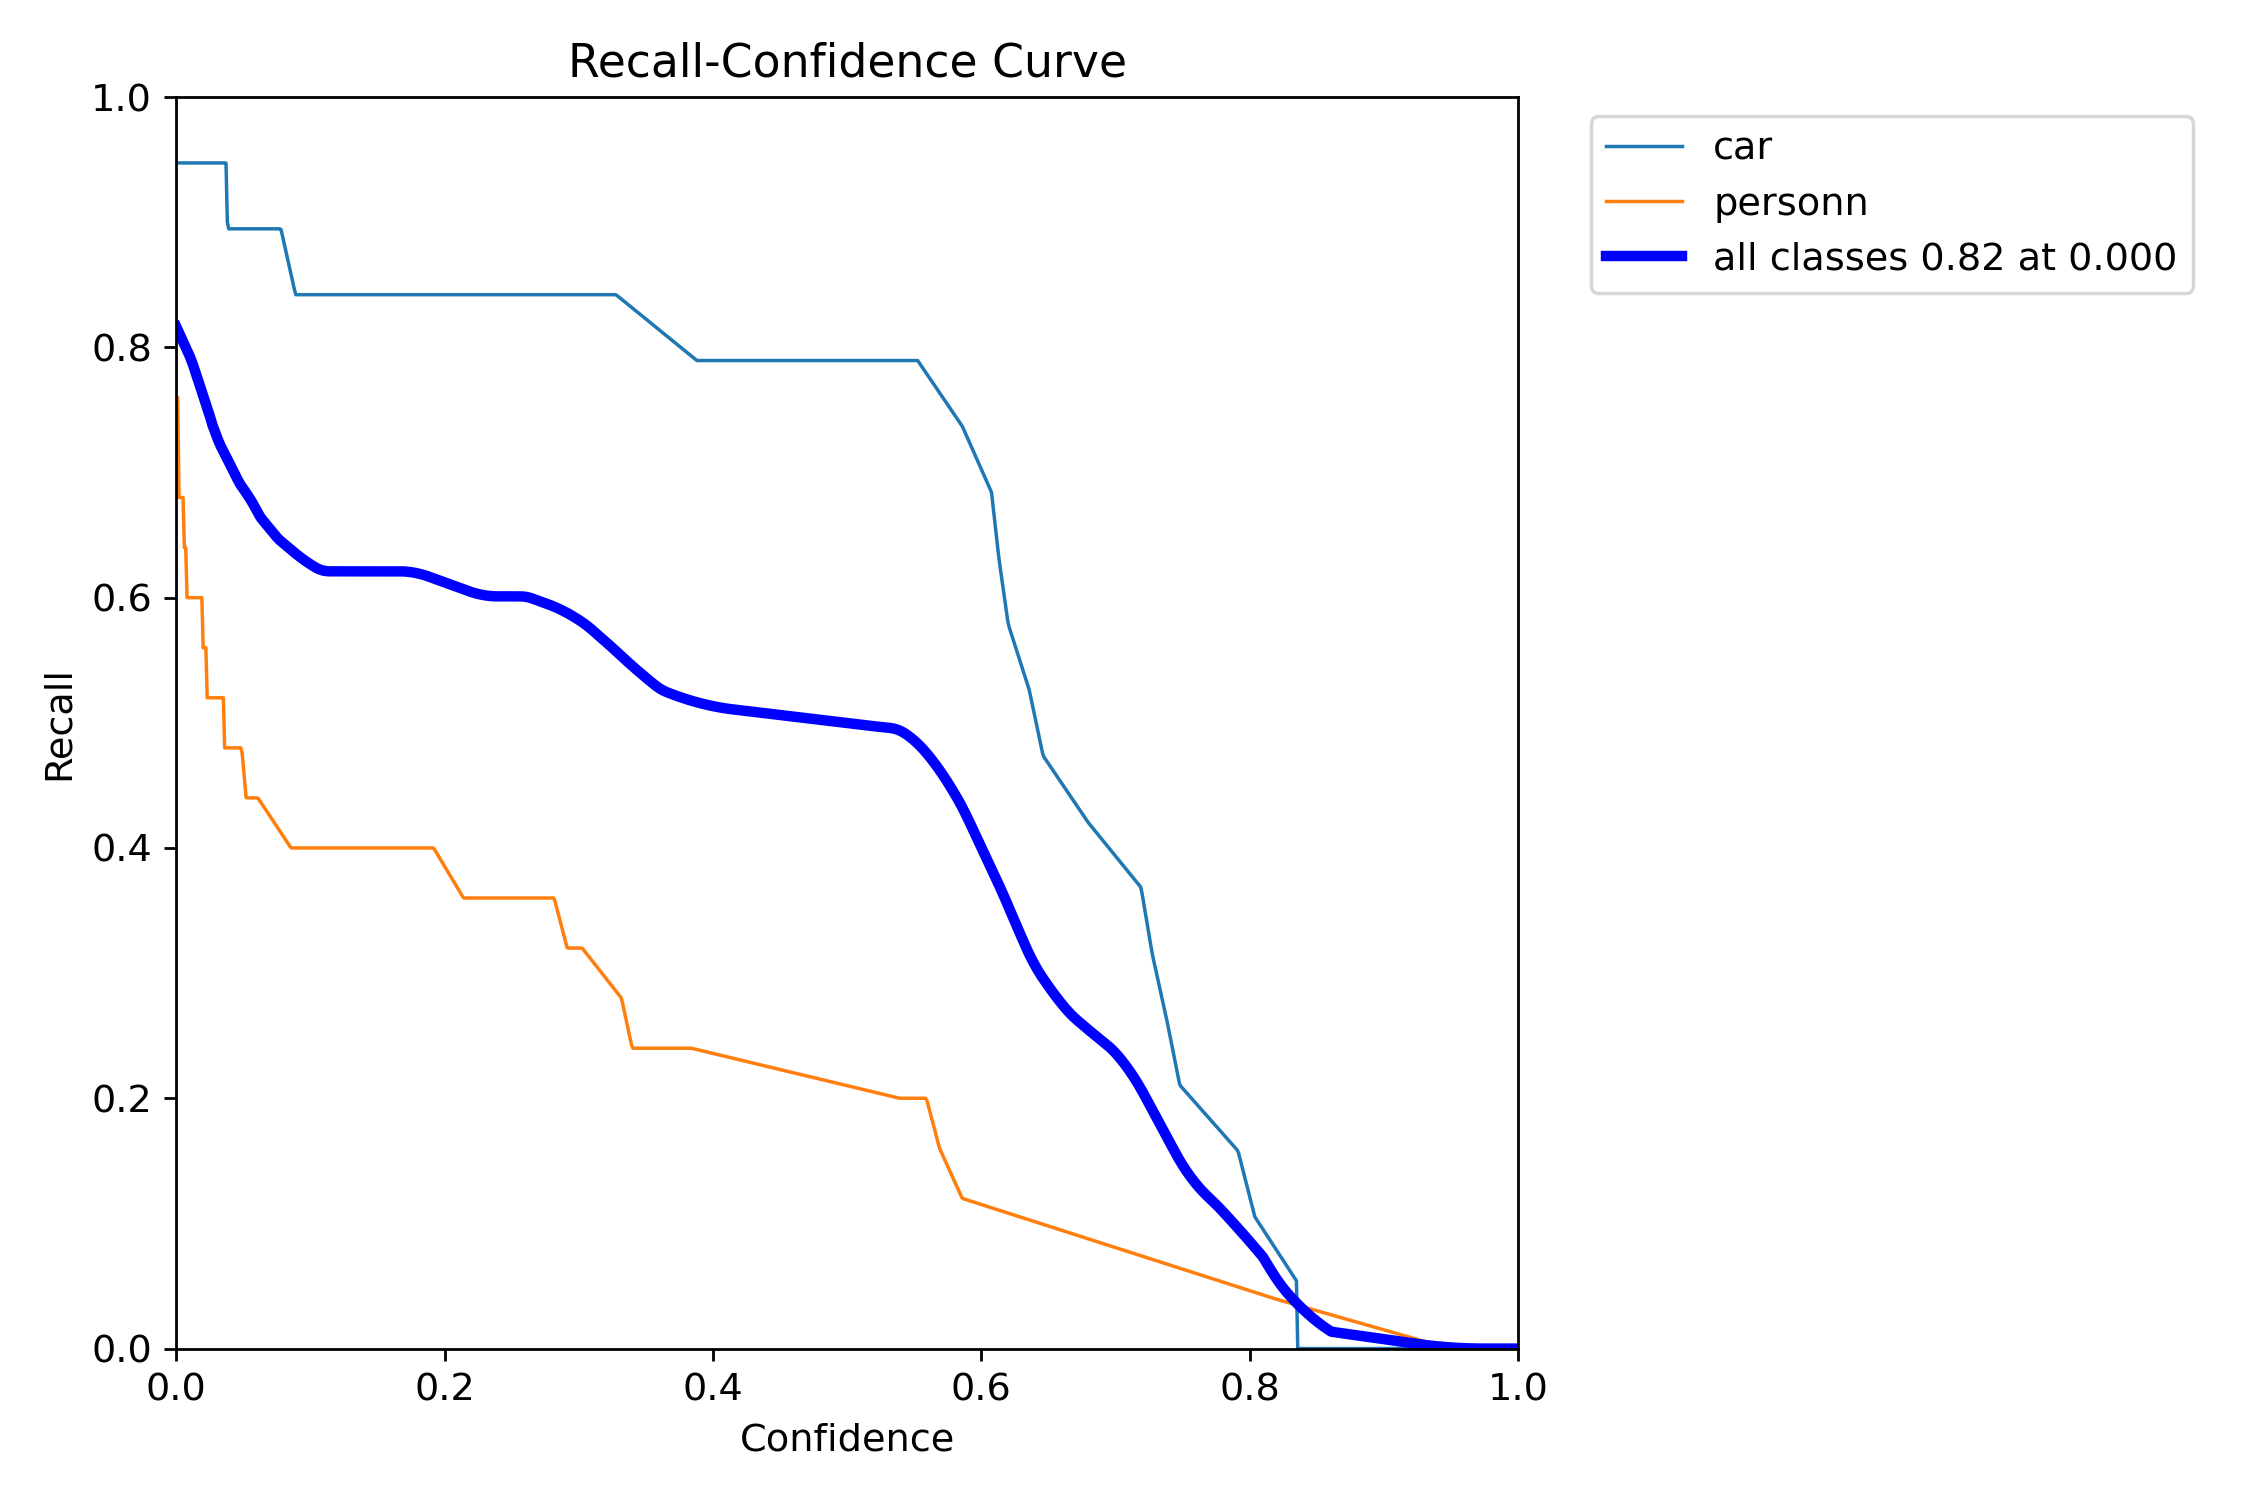 Recall-Confidence Curve
1.0
0.8
0.6
0.4
0.2
0.0
Recall
0.0 0.2 0.4 0.6 0.8 1.0
Confidence
car
personn
all classes 0.82 at 0.000